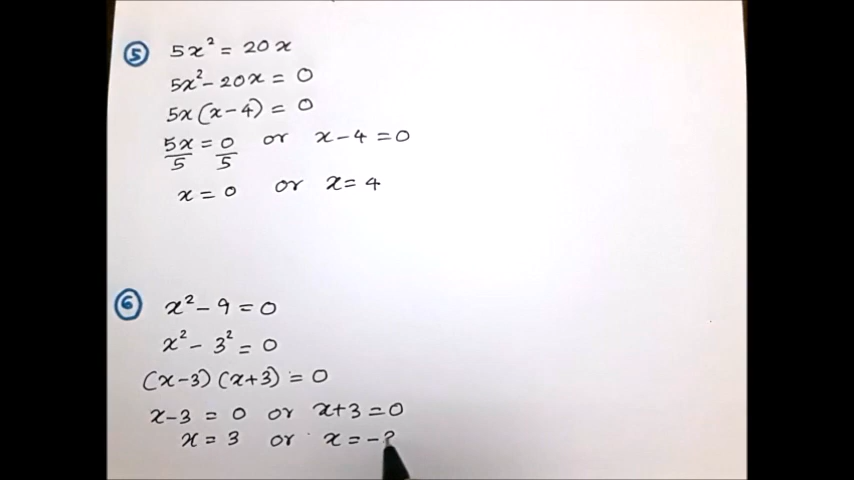 5 5x² = 20x
5x² - 20x = 0
5x (x - 4) = 0
5x/5 = 0/5 or x - 4 = 0
x = 0 or x = 4
6 x² - 9 = 0
x² - 3² = 0
(x - 3) (x + 3) = 0
x - 3 = 0 or x + 3 = 0
x = 3 or x = -